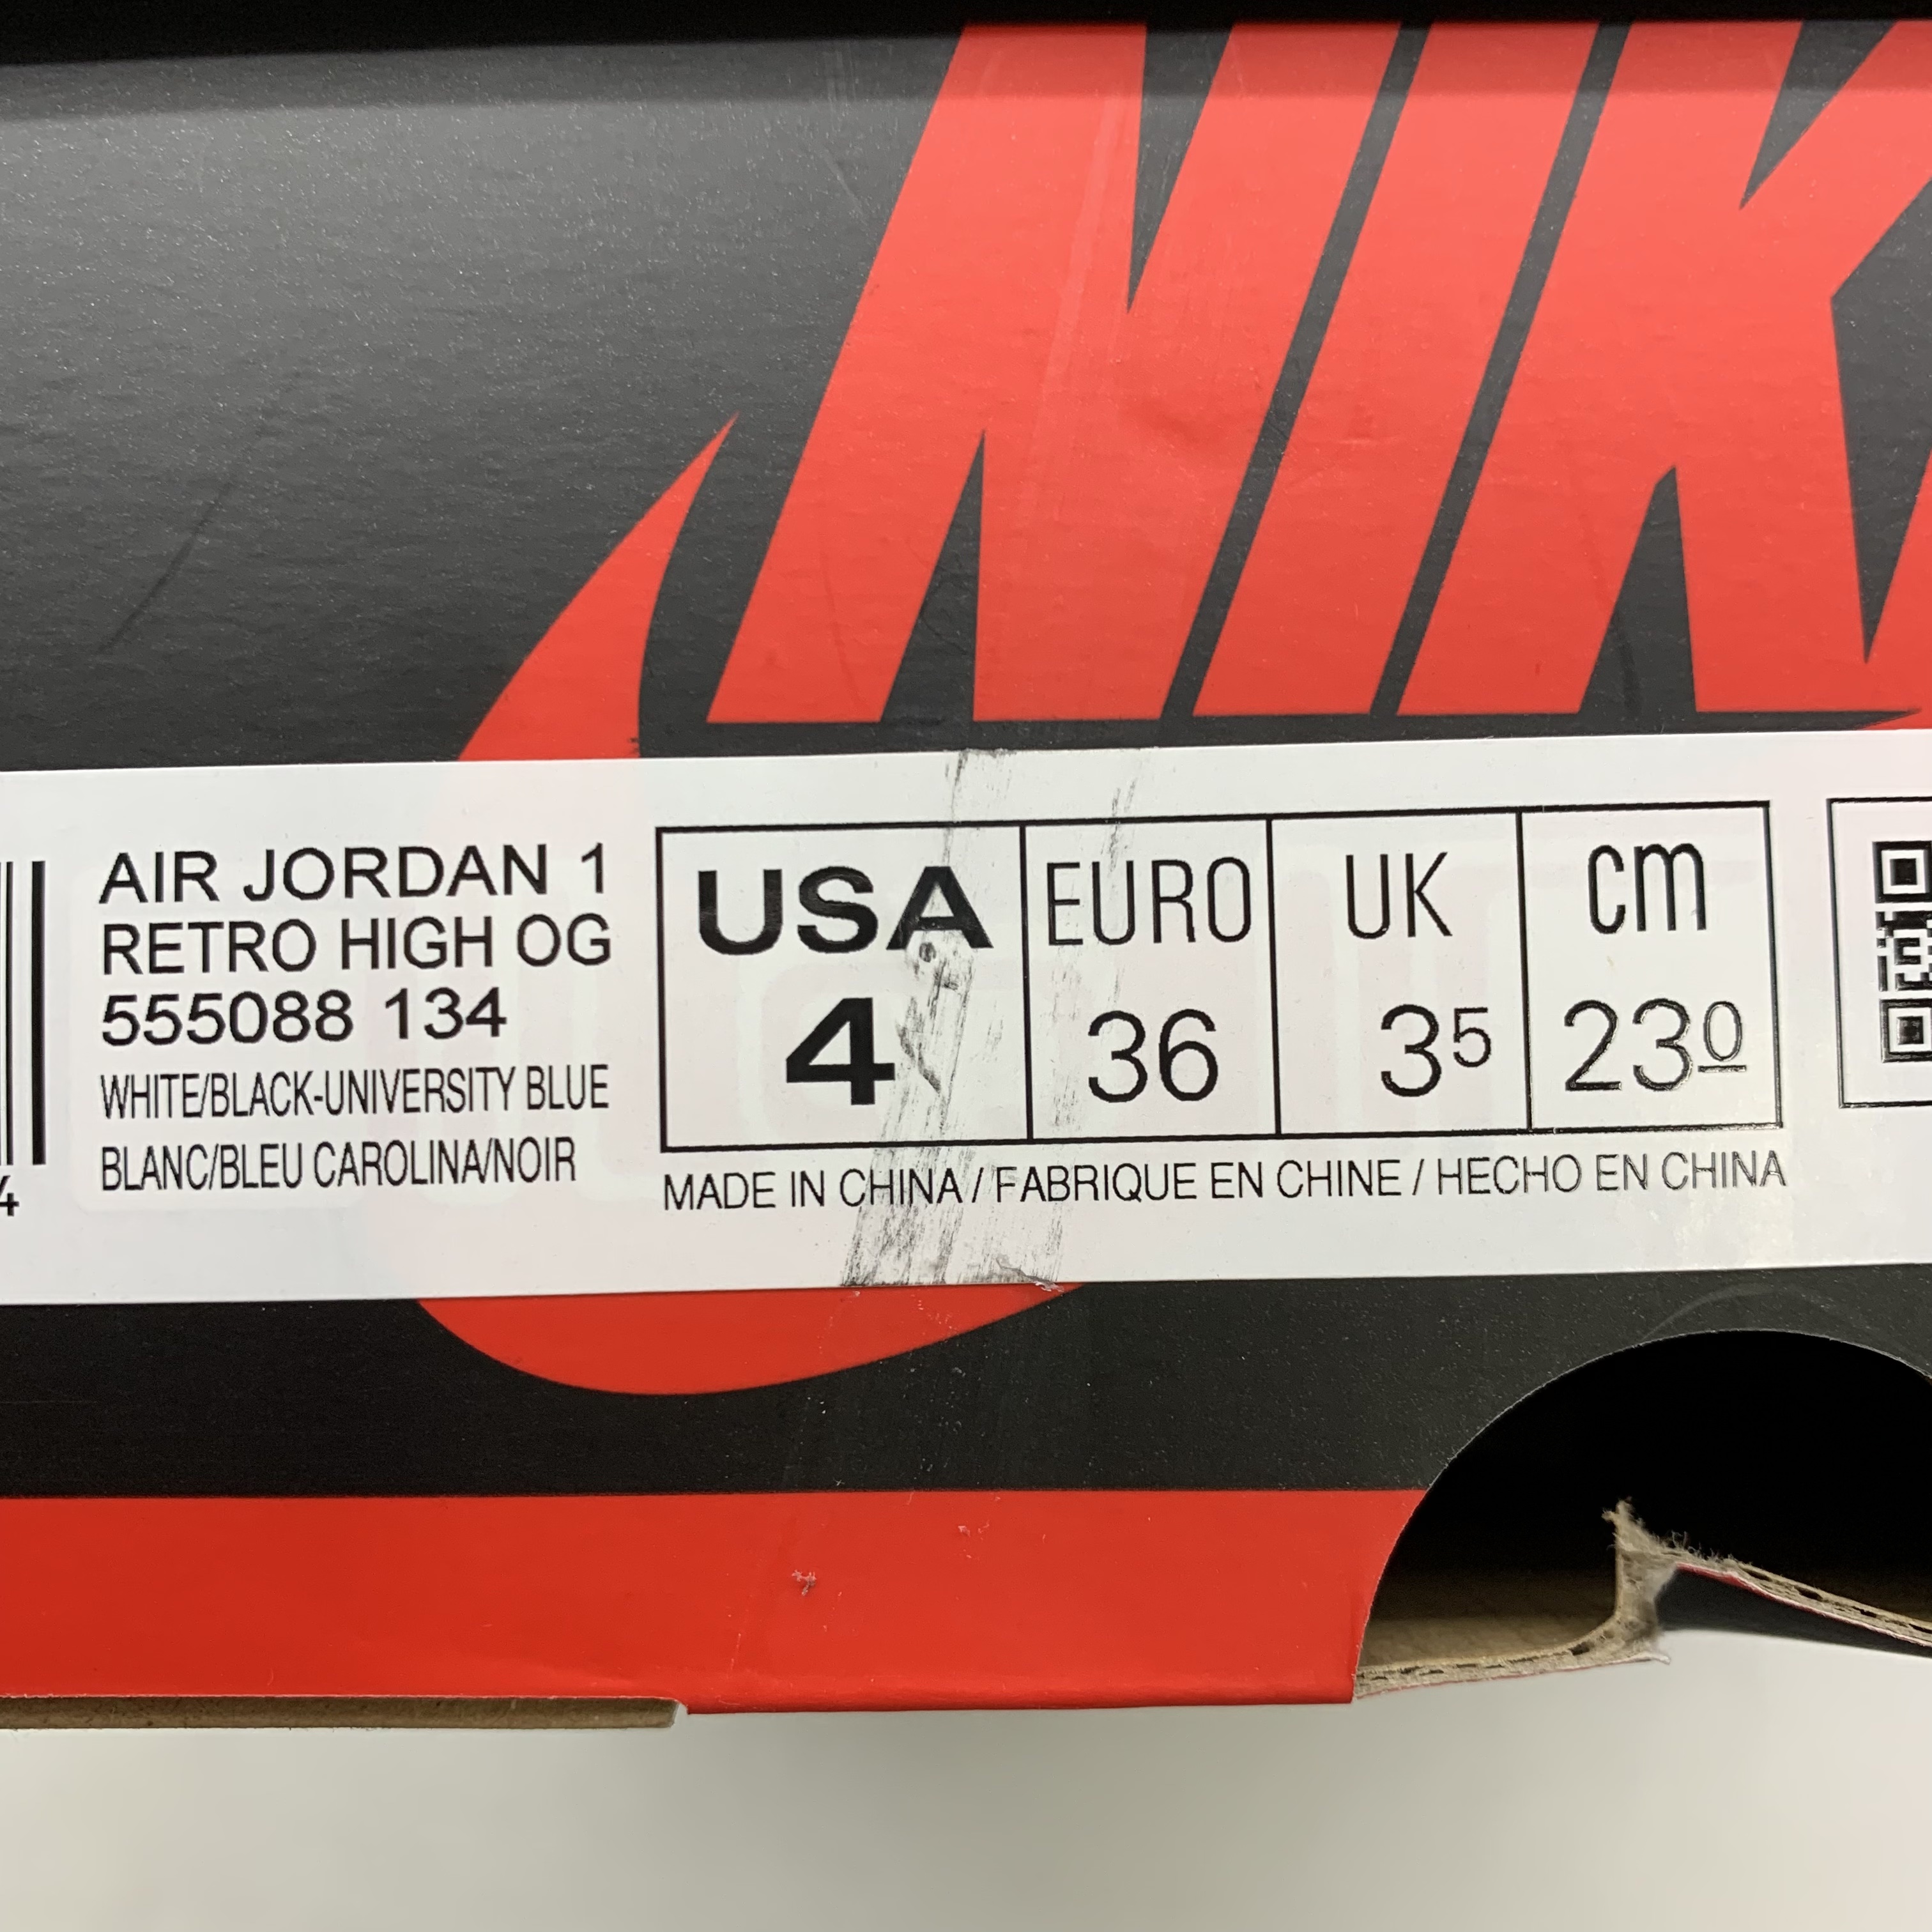 NIK
AIR JORDAN 1
RETRO HIGH OG
555088 134
WHITE/BLACK-UNIVERSITY BLUE
BLANC/BLEU CAROLINA/NOIR
4
USA EURO UK cm
4 36 3⁵ 23⁰
MADE IN CHINA / FABRIQUE EN CHINE / HECHO EN CHINA